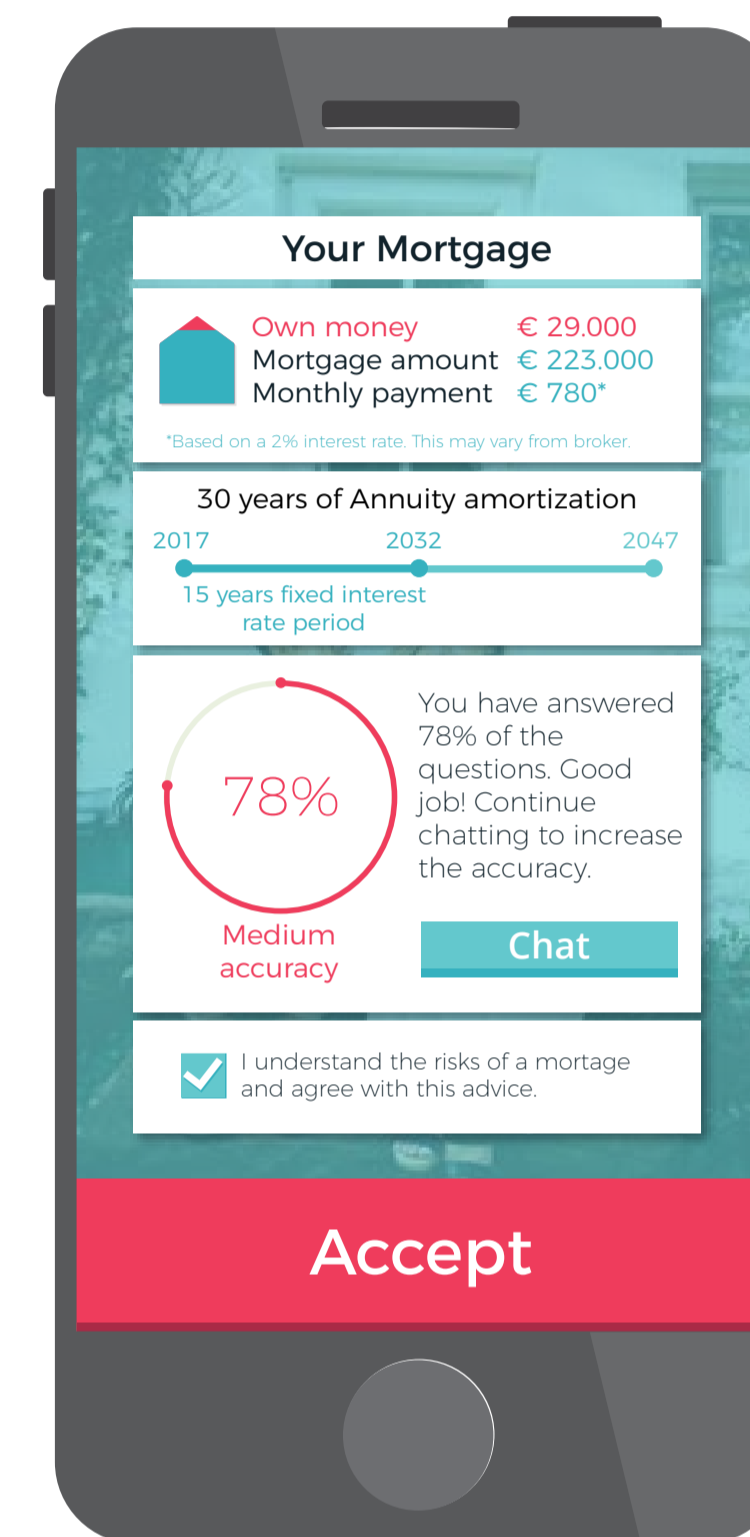 Your Mortgage
Own money € 29.000
Mortgage amount € 223.000
Monthly payment € 780*
*Based on a 2% interest rate. This may vary from broker.
30 years of Annuity amortization
2017 2032 2047
15 years fixed interest
rate period
78%
Medium
accuracy
You have answered
78% of the
questions. Good
job! Continue
chatting to increase
the accuracy.
Chat
I understand the risks of a mortage
and agree with this advice.
Accept